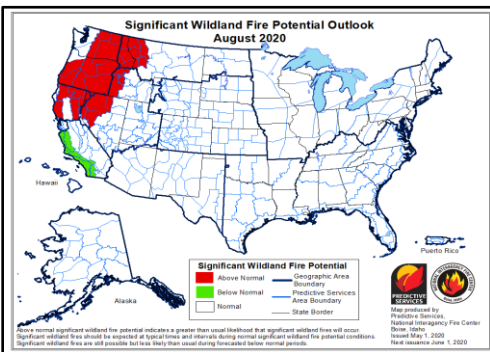 Significant Wildland Fire Potential Outlook
August 2020
Hawaii
Alaska
Puerto Rico
Significant Wildland Fire Potential
Above Normal
Below Normal
Normal
Geographic Area
Boundary
Predictive Services
Area Boundary
State Border
PREDICTIVE
SERVICES
Map produced by
Predictive Services,
National Interagency Fire Center
Boise, Idaho
Issued May 1, 2020
Next issuance June 1, 2020
Above normal significant wildland fire potential indicates a greater than usual likelihood that significant wildland fires will occur.
Significant wildland fires should be expected at typical times and intervals during normal significant wildland fire potential conditions.
Significant wildland fires are still possible but less likely than usual during forecasted below normal periods.